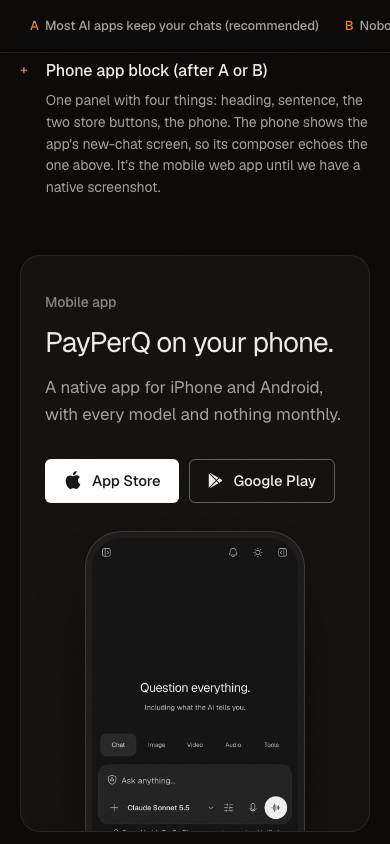 A Most AI apps keep your chats (recommended) B Nobo
+ Phone app block (after A or B)
One panel with four things: heading, sentence, the
two store buttons, the phone. The phone shows the
app's new-chat screen, so its composer echoes the
one above. It's the mobile web app until we have a
native screenshot.
Mobile app
PayPerQ on your phone.
A native app for iPhone and Android,
with every model and nothing monthly.
App Store Google Play
Question everything.
Including what the AI tells you.
Chat Image Video Audio Tools
Ask anything...
Claude Sonnet 5.5